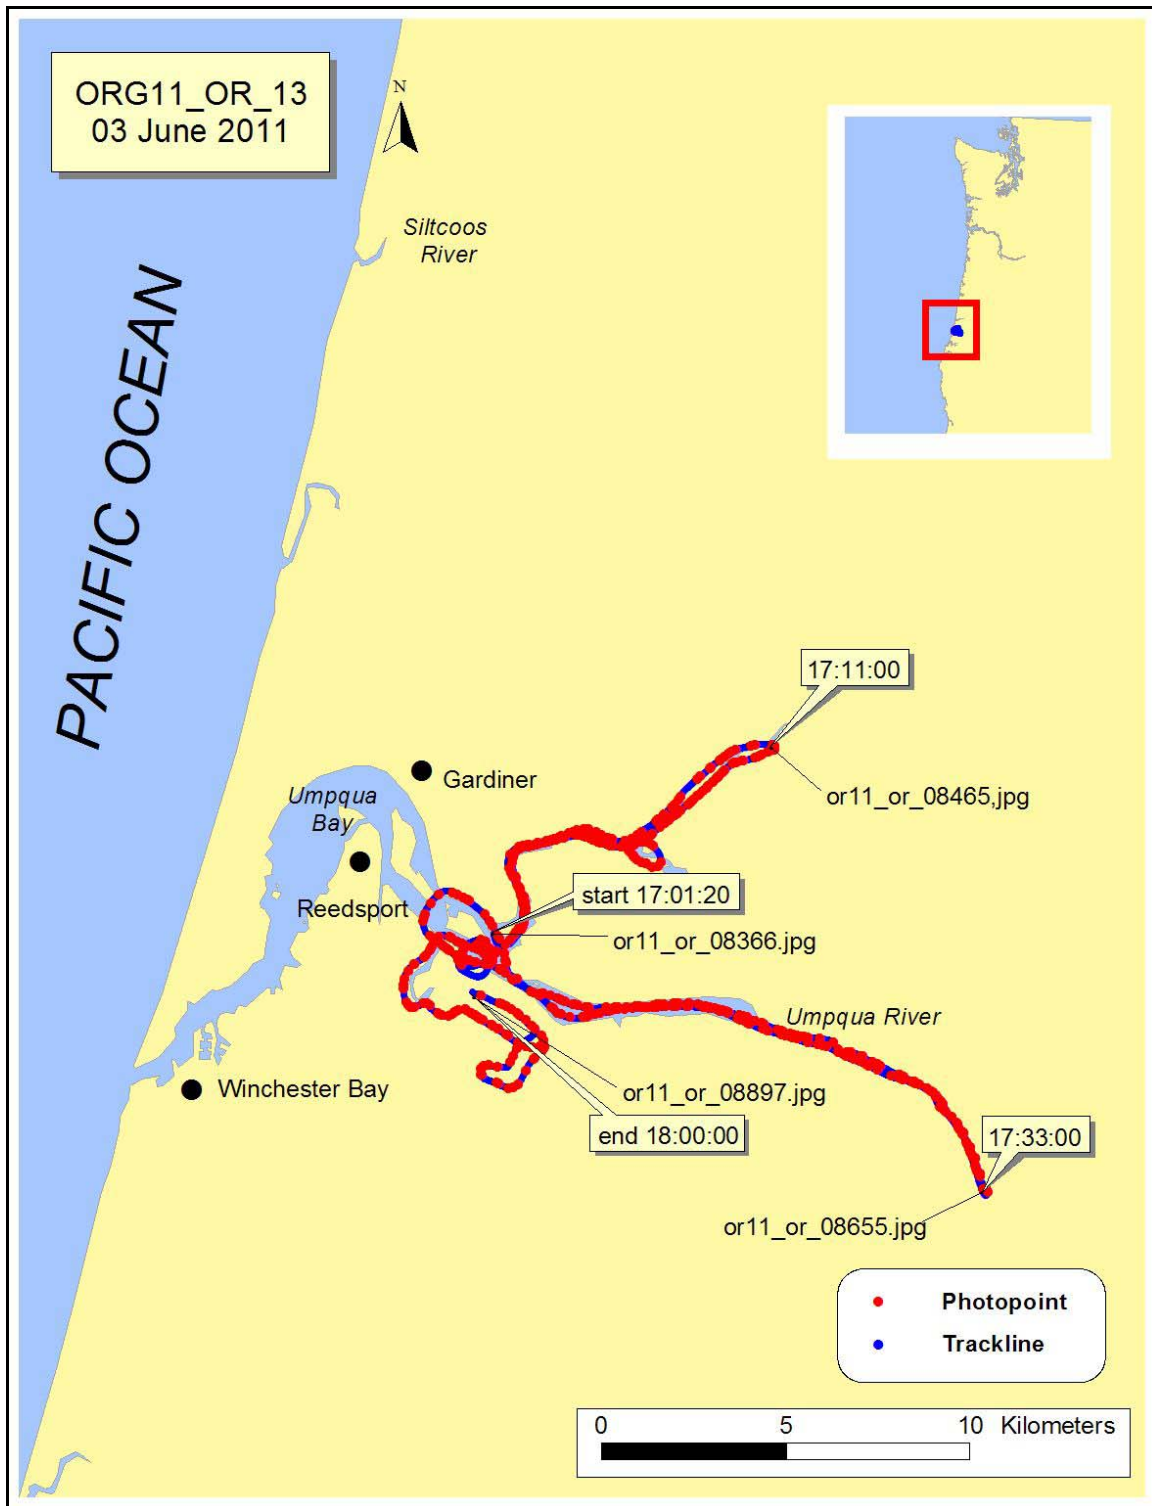 ORG11_OR_13
03 June 2011
N
Siltcoos
River
PACIFIC OCEAN
17:11:00
or11_or_08465,jpg
Gardiner
Umpqua
Bay
Reedsport
start 17:01:20
or11_or_08366.jpg
Umpqua River
Winchester Bay
or11_or_08897.jpg
end 18:00:00
17:33:00
or11_or_08655.jpg
Photopoint
Trackline
0 5 10 Kilometers